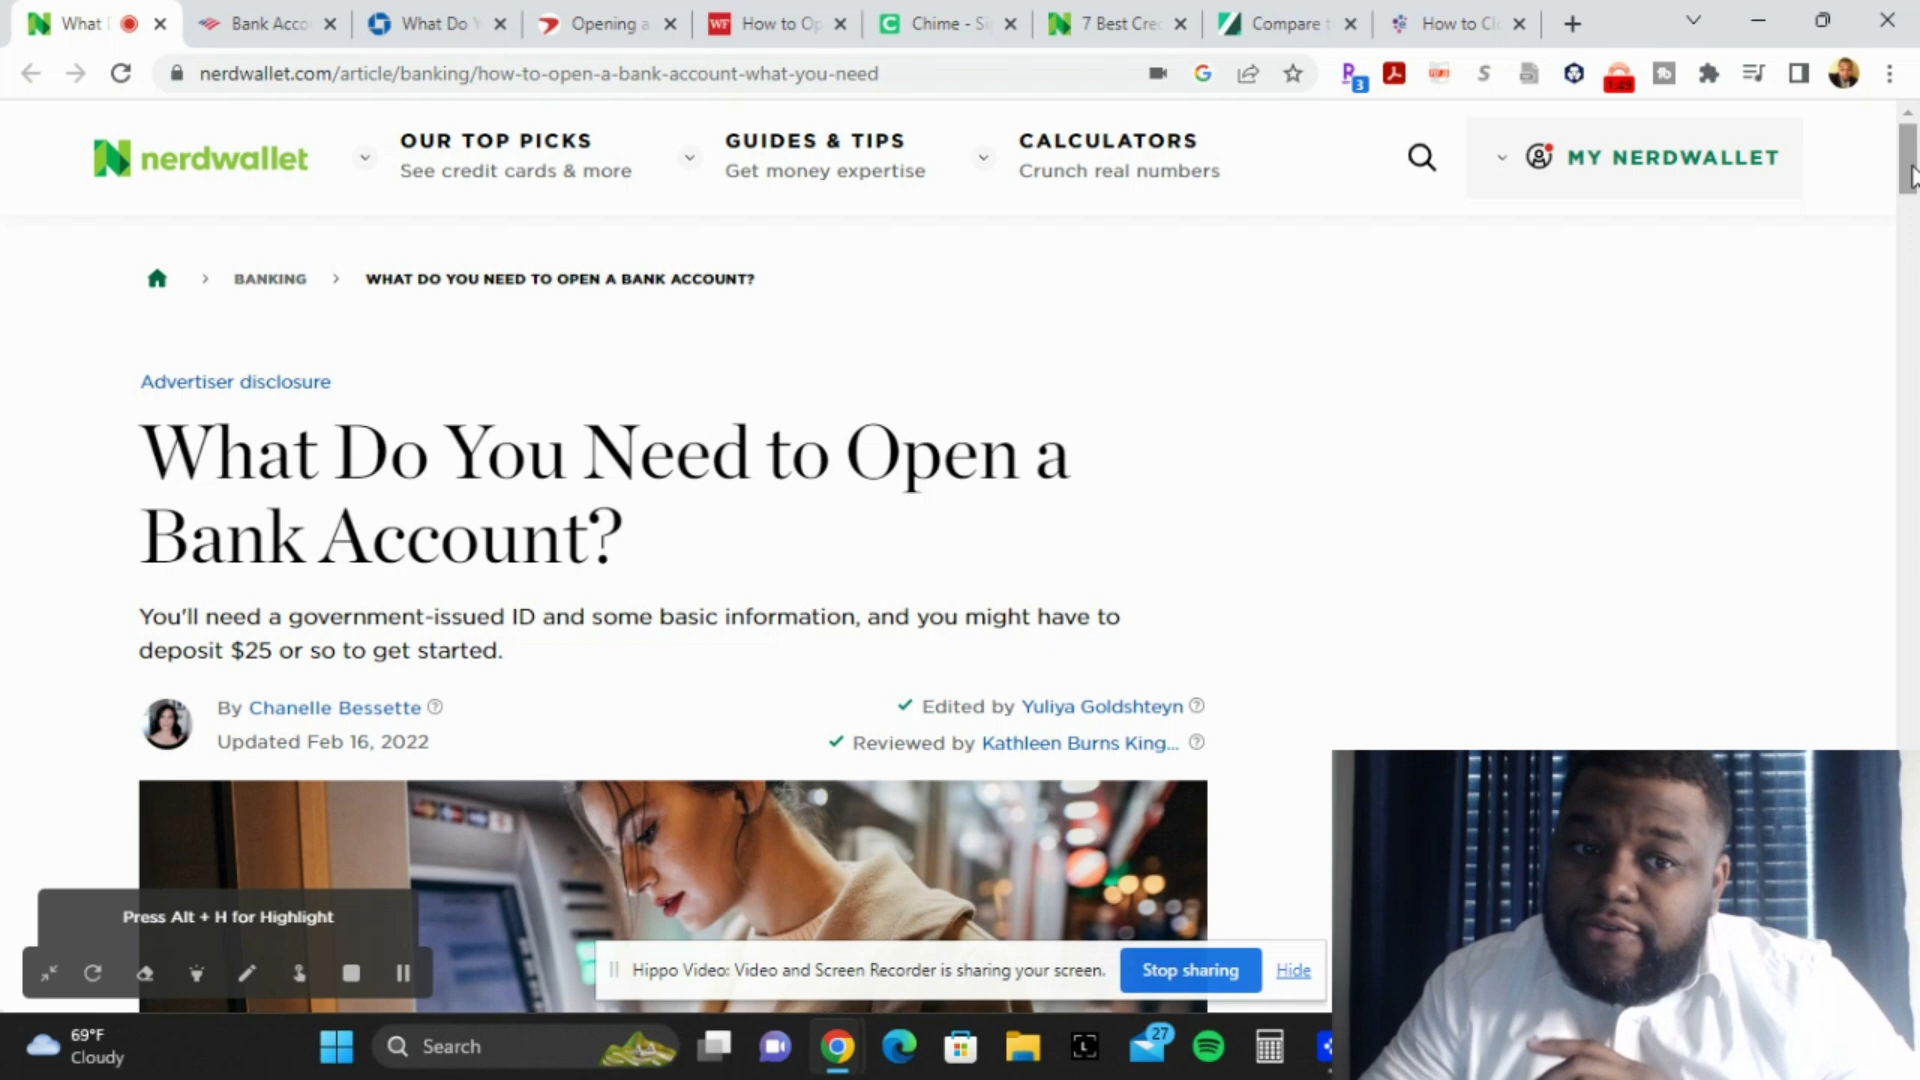 What
Bank Acco
What Do Y
Opening a
WF
How to Op
Chime - Si
7 Best Cre
Compare t
How to Cl
nerdwallet.com/article/banking/how-to-open-a-bank-account-what-you-need
3
1:49
nerdwallet
OUR TOP PICKS
See credit cards & more
GUIDES & TIPS
Get money expertise
CALCULATORS
Crunch real numbers
MY NERDWALLET
BANKING
WHAT DO YOU NEED TO OPEN A BANK ACCOUNT?
Advertiser disclosure
What Do You Need to Open a
Bank Account?
You'll need a government-issued ID and some basic information, and you might have to
deposit $25 or so to get started.
By Chanelle Bessette
Updated Feb 16, 2022
Edited by Yuliya Goldshteyn
Reviewed by Kathleen Burns King...
Press Alt + H for Highlight
Hippo Video: Video and Screen Recorder is sharing your screen.
Stop sharing
Hide
69°F
Cloudy
Search
27